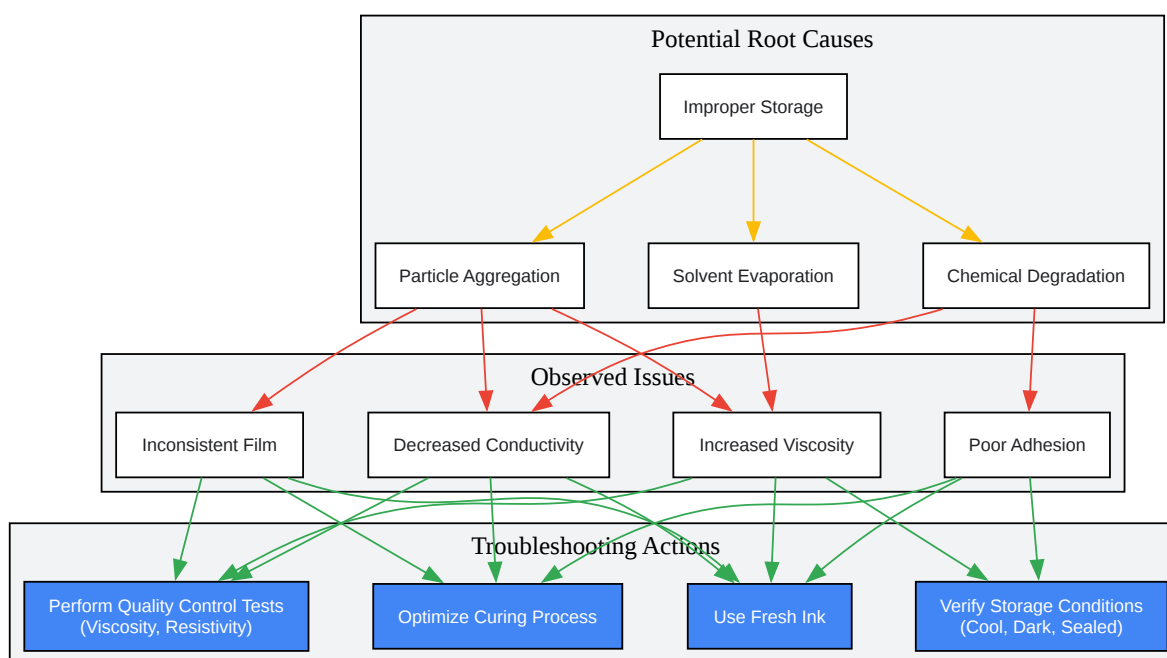 Potential Root Causes
Improper Storage
Particle Aggregation
Solvent Evaporation
Chemical Degradation
Observed Issues
Inconsistent Film
Decreased Conductivity
Increased Viscosity
Poor Adhesion
Troubleshooting Actions
Perform Quality Control Tests
(Viscosity, Resistivity)
Optimize Curing Process
Use Fresh Ink
Verify Storage Conditions
(Cool, Dark, Sealed)